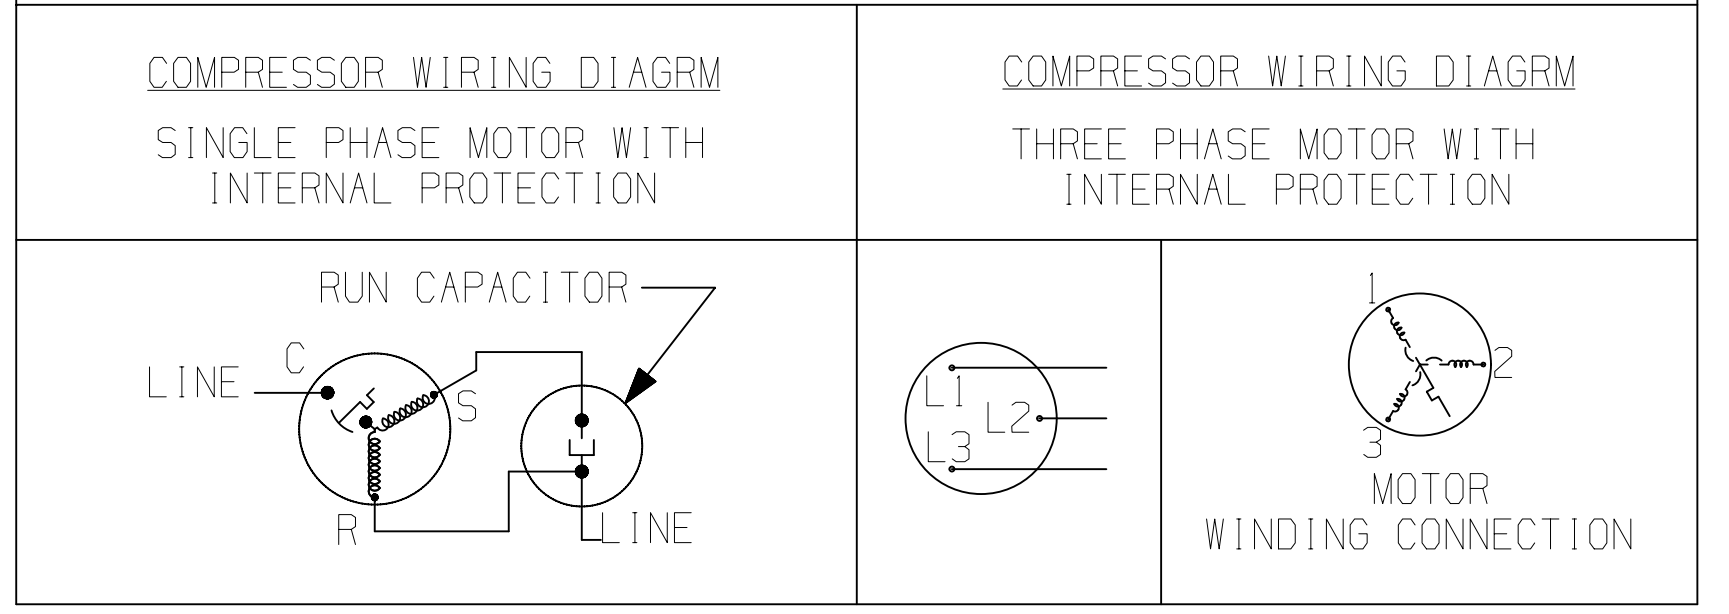 COMPRESSOR WIRING DIAGRM
SINGLE PHASE MOTOR WITH
INTERNAL PROTECTION
COMPRESSOR WIRING DIAGRM
THREE PHASE MOTOR WITH
INTERNAL PROTECTION
RUN CAPACITOR
C
LINE
S
R
LINE
L1
L2
L3
1
2
3
MOTOR
WINDING CONNECTION